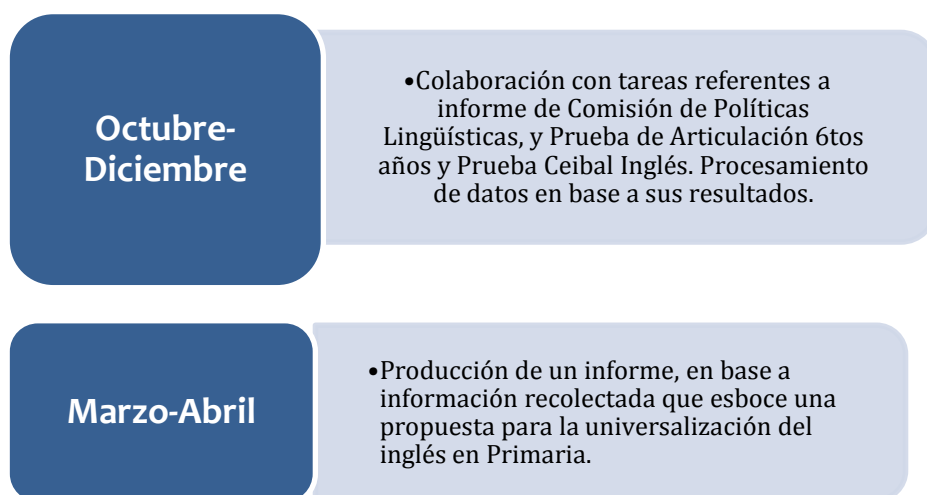 Octubre-
Diciembre
•Colaboración con tareas referentes a
informe de Comisión de Políticas
Lingüísticas, y Prueba de Articulación 6tos
años y Prueba Ceibal Inglés. Procesamiento
de datos en base a sus resultados.
Marzo-Abril
•Producción de un informe, en base a
información recolectada que esboce una
propuesta para la universalización del
inglés en Primaria.